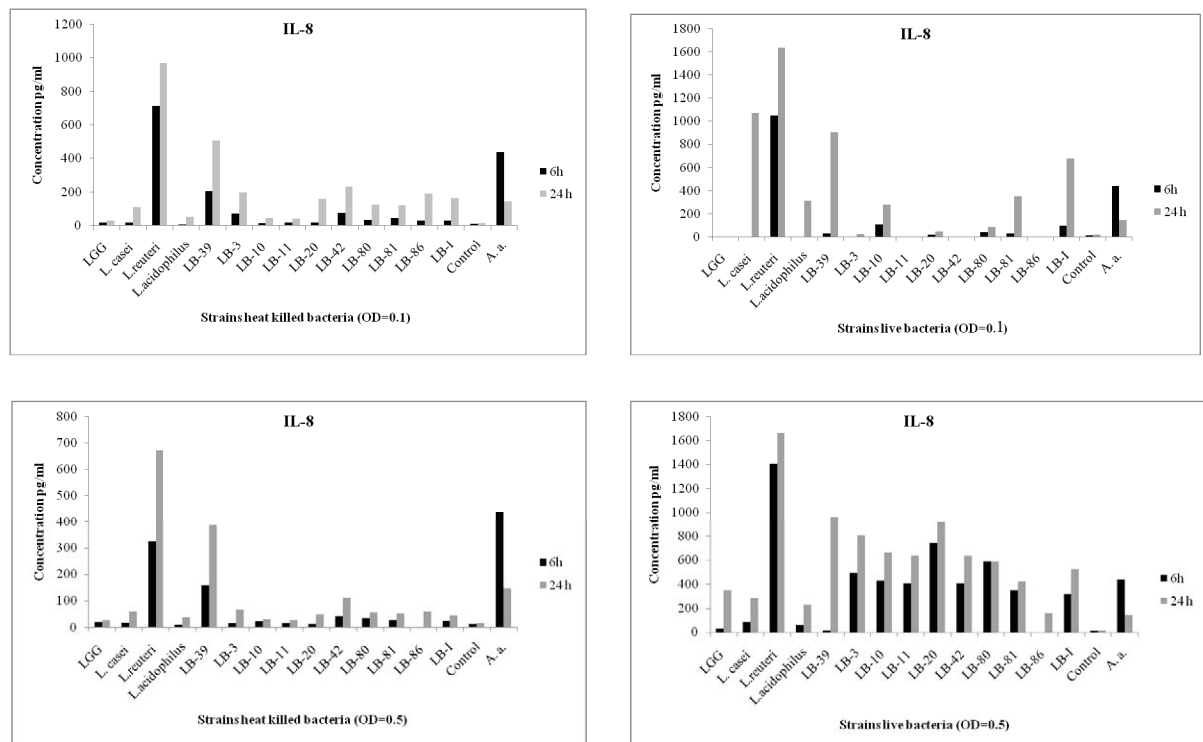 IL-8
1200
1000
800
600
400
200
0
Concentration pg/ml
6h
24 h
LGG
L. casei
L.reuteri
L.acidophilus
LB-39
LB-3
LB-10
LB-11
LB-20
LB-42
LB-80
LB-81
LB-86
LB-1
Control
A. a.
Strains heat killed bacteria (OD=0.1)
IL-8
1800
1600
1400
1200
1000
800
600
400
200
0
Concentration pg/ml
6h
24 h
LGG
L. casei
L.reuteri
L.acidophilus
LB-39
LB-3
LB-10
LB-11
LB-20
LB-42
LB-80
LB-81
LB-86
LB-1
Control
A. a.
Strains live bacteria (OD=0.1)
IL-8
800
700
600
500
400
300
200
100
0
Concentration pg/ml
6h
24 h
LGG
L. casei
L.reuteri
L.acidophilus
LB-39
LB-3
LB-10
LB-11
LB-20
LB-42
LB-80
LB-81
LB-86
LB-1
Control
A. a.
Strains heat killed bacteria (OD=0.5)
IL-8
1800
1600
1400
1200
1000
800
600
400
200
0
Concentration pg/ml
6h
24 h
LGG
L. casei
L.reuteri
L.acidophilus
LB-39
LB-3
LB-10
LB-11
LB-20
LB-42
LB-80
LB-81
LB-86
LB-1
Control
A. a.
Strains live bacteria (OD=0.5)